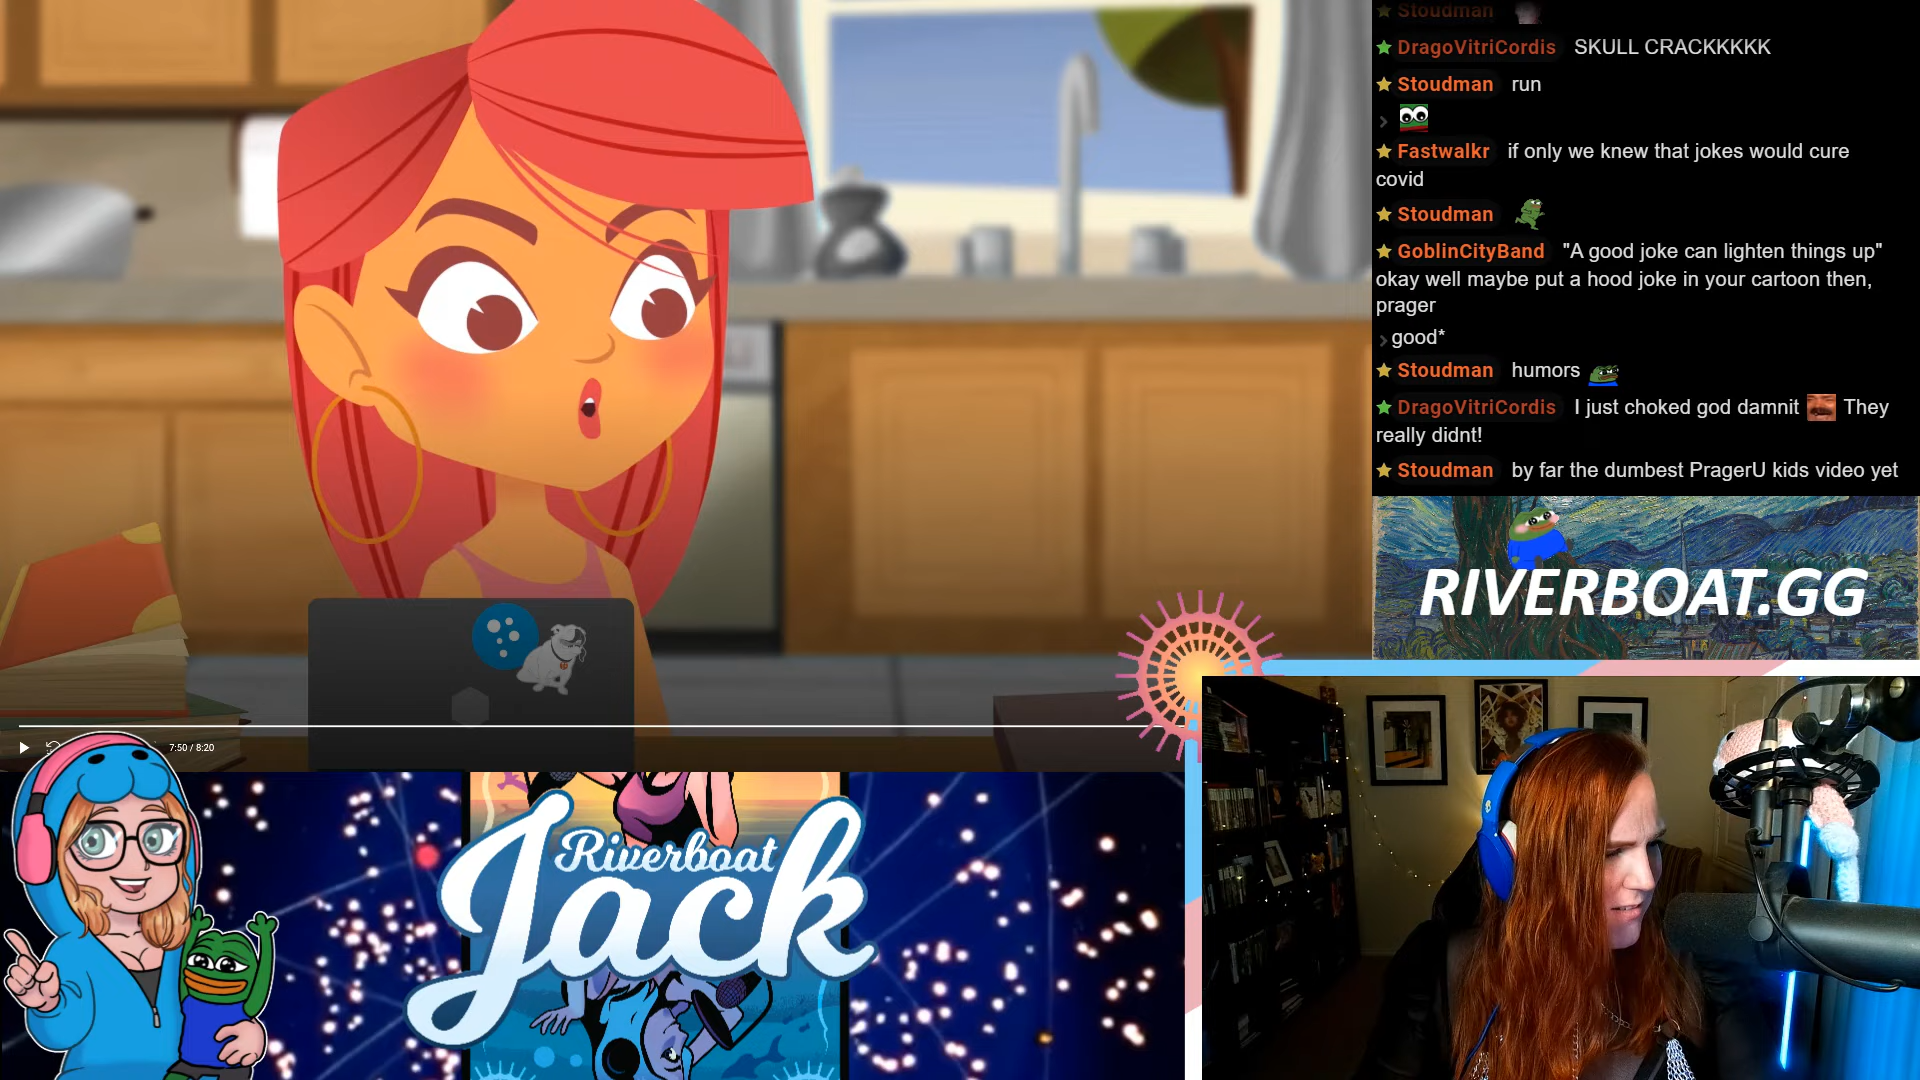 Stoudman
DragoVitriCordis SKULL CRACKKKKK
Stoudman run
Fastwalkr if only we knew that jokes would cure
covid
Stoudman
GoblinCityBand "A good joke can lighten things up"
okay well maybe put a hood joke in your cartoon then,
prager
good*
Stoudman humors
DragoVitriCordis I just choked god damnit They
really didnt!
Stoudman by far the dumbest PragerU kids video yet
RIVERBOAT.GG
7:50 / 8:20
Riverboat
Jack